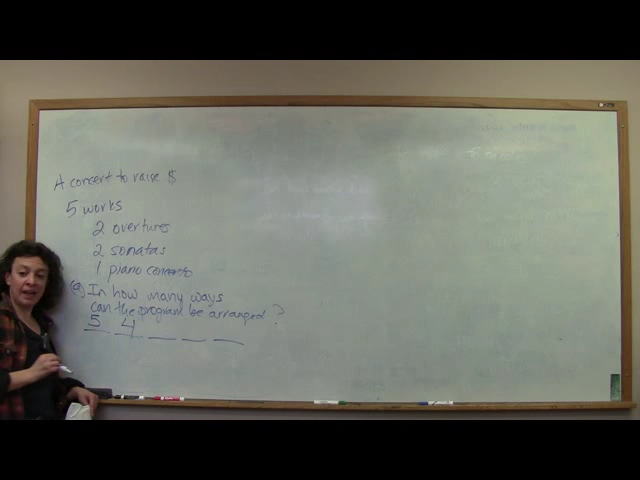 A concert to raise $
5 works
2 overtures
2 sonatas
1 piano concerto
(a) In how many ways
can the program be arranged?
5 4 _ _ _